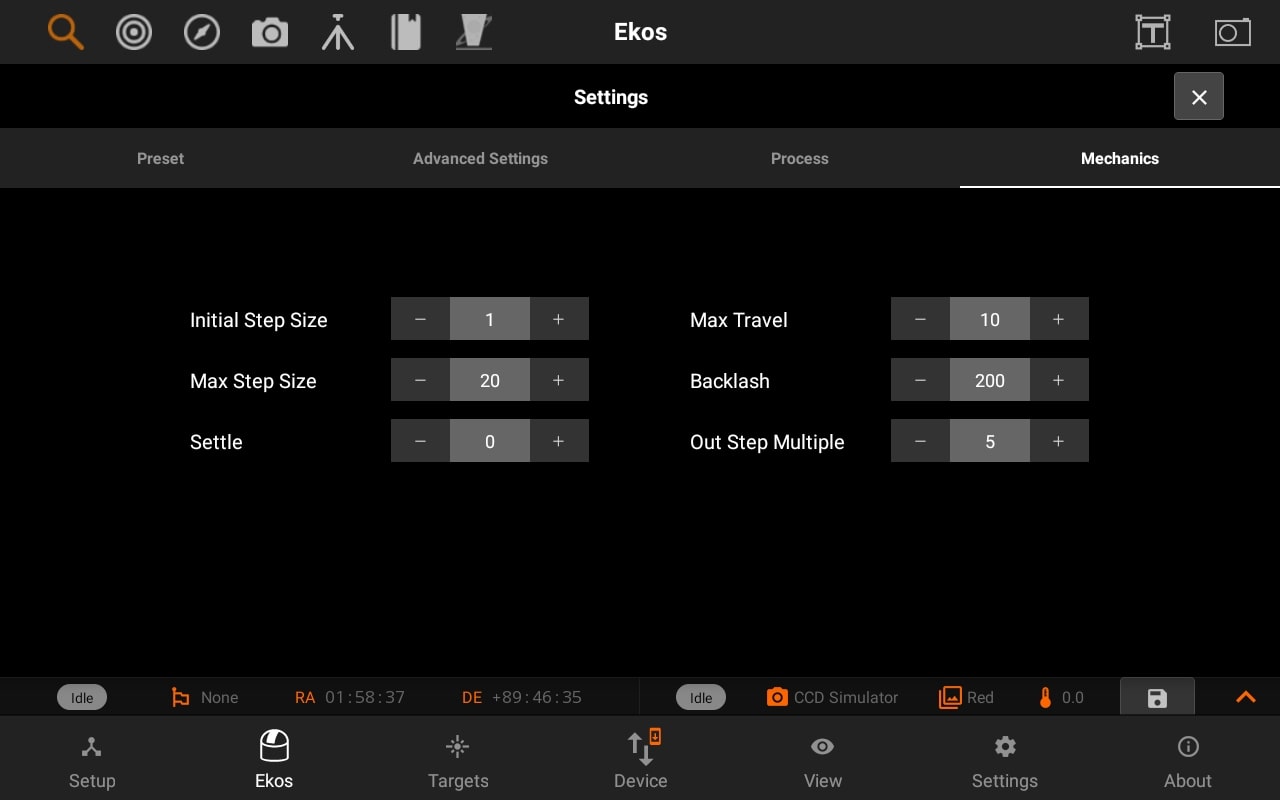 Ekos
Settings
Preset Advanced Settings Process Mechanics
Initial Step Size − 1 + Max Travel − 10 +
Max Step Size − 20 + Backlash − 200 +
Settle − 0 + Out Step Multiple − 5 +
Idle None RA 01:58:37 DE +89:46:35 Idle CCD Simulator Red 0.0
Setup Ekos Targets Device View Settings About